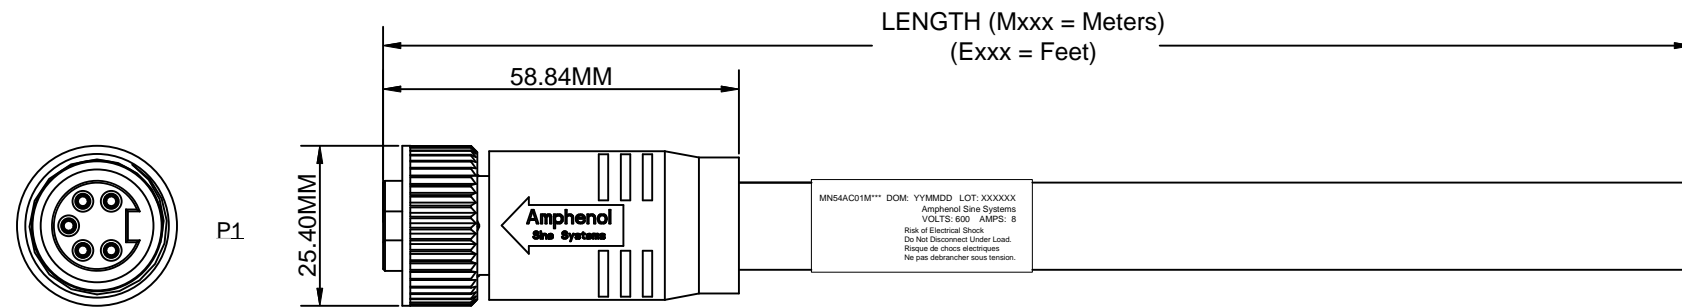 LENGTH (Mxxx = Meters)
(Exxx = Feet)
58.84MM
P1
25.40MM
Amphenol
Sine Systems
MN54AC01M*** DOM: YYMMDD LOT: XXXXXX
Amphenol Sine Systems
VOLTS: 600 AMPS: 8
Risk of Electrical Shock
Do Not Disconnect Under Load.
Risque de chocs electriques
Ne pas debrancher sous tension.